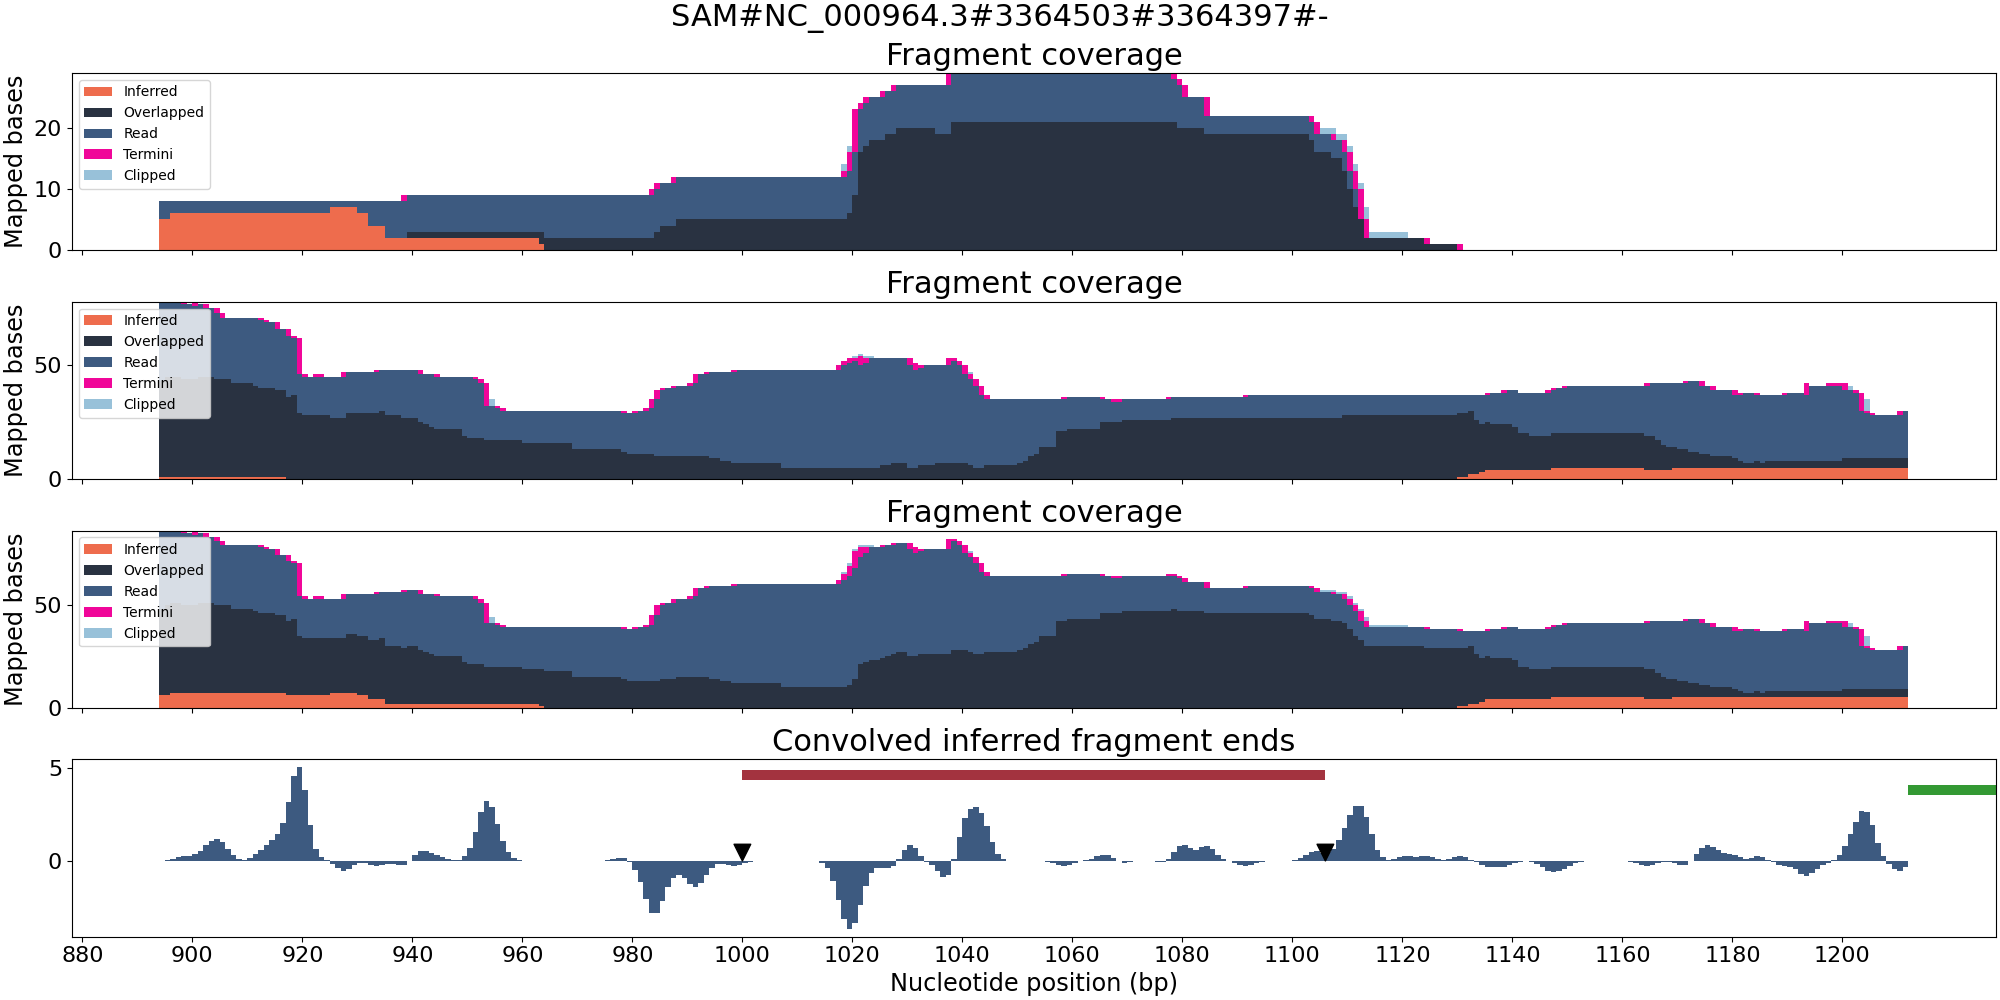 SAM#NC_000964.3#3364503#3364397#-
Fragment coverage
Mapped bases
20
10
0
Inferred
Overlapped
Read
Termini
Clipped
Fragment coverage
Mapped bases
50
0
Inferred
Overlapped
Read
Termini
Clipped
Fragment coverage
Mapped bases
50
0
Inferred
Overlapped
Read
Termini
Clipped
Convolved inferred fragment ends
5
0
880 900 920 940 960 980 1000 1020 1040 1060 1080 1100 1120 1140 1160 1180 1200
Nucleotide position (bp)